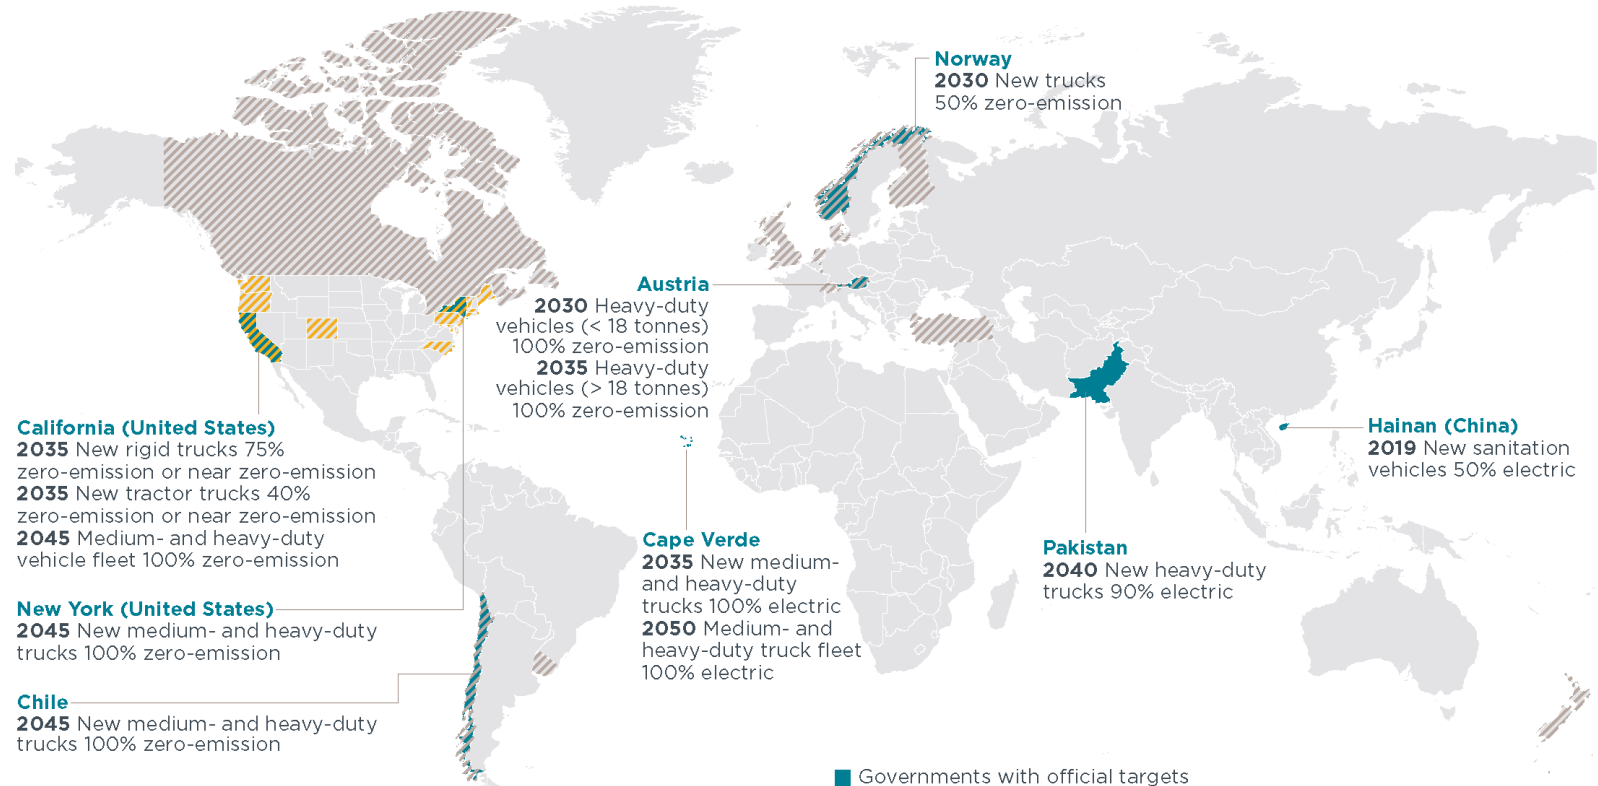 Norway
2030 New trucks
50% zero-emission
Austria
2030 Heavy-duty
vehicles (< 18 tonnes)
100% zero-emission
2035 Heavy-duty
vehicles (> 18 tonnes)
100% zero-emission
California (United States)
2035 New rigid trucks 75%
zero-emission or near zero-emission
2035 New tractor trucks 40%
zero-emission or near zero-emission
2045 Medium- and heavy-duty
vehicle fleet 100% zero-emission
New York (United States)
2045 New medium- and heavy-duty
trucks 100% zero-emission
Chile
2045 New medium- and heavy-duty
trucks 100% zero-emission
Cape Verde
2035 New medium-
and heavy-duty
trucks 100% electric
2050 Medium- and
heavy-duty truck fleet
100% electric
Pakistan
2040 New heavy-duty
trucks 90% electric
Hainan (China)
2019 New sanitation
vehicles 50% electric
Governments with official targets